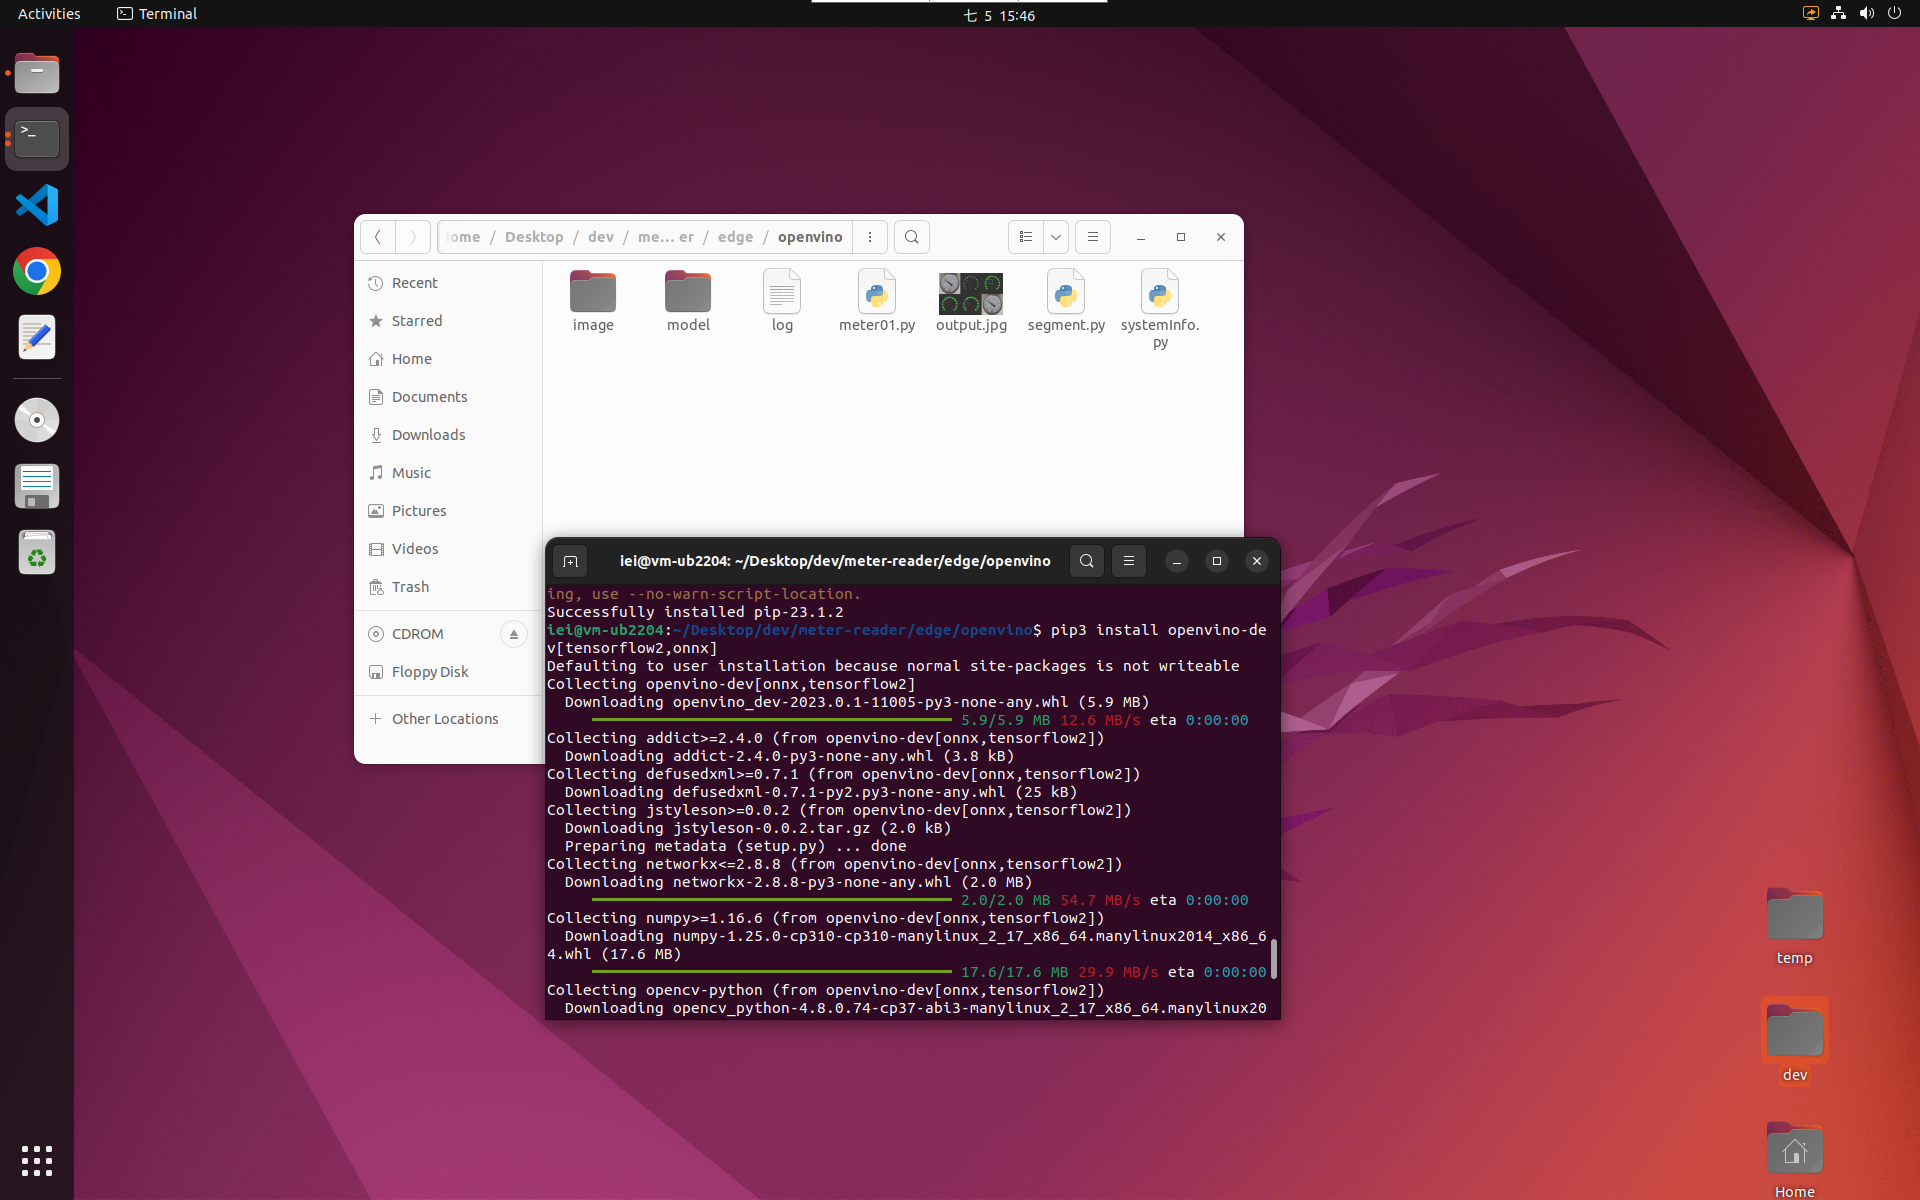 Activities
Terminal
七 5 15:46
ome / Desktop / dev / me... er / edge / openvino
Recent
Starred
Home
Documents
Downloads
Music
Pictures
Videos
Trash
CDROM
Floppy Disk
Other Locations
image
model
log
meter01.py
output.jpg
segment.py
systemInfo.
py
iei@vm-ub2204: ~/Desktop/dev/meter-reader/edge/openvino
ing, use --no-warn-script-location.
Successfully installed pip-23.1.2
iei@vm-ub2204:~/Desktop/dev/meter-reader/edge/openvino$ pip3 install openvino-de
v[tensorflow2,onnx]
Defaulting to user installation because normal site-packages is not writeable
Collecting openvino-dev[onnx,tensorflow2]
Downloading openvino_dev-2023.0.1-11005-py3-none-any.whl (5.9 MB)
5.9/5.9 MB 12.6 MB/s eta 0:00:00
Collecting addict>=2.4.0 (from openvino-dev[onnx,tensorflow2])
Downloading addict-2.4.0-py3-none-any.whl (3.8 kB)
Collecting defusedxml>=0.7.1 (from openvino-dev[onnx,tensorflow2])
Downloading defusedxml-0.7.1-py2.py3-none-any.whl (25 kB)
Collecting jstyleson>=0.0.2 (from openvino-dev[onnx,tensorflow2])
Downloading jstyleson-0.0.2.tar.gz (2.0 kB)
Preparing metadata (setup.py) ... done
Collecting networkx<=2.8.8 (from openvino-dev[onnx,tensorflow2])
Downloading networkx-2.8.8-py3-none-any.whl (2.0 MB)
2.0/2.0 MB 54.7 MB/s eta 0:00:00
Collecting numpy>=1.16.6 (from openvino-dev[onnx,tensorflow2])
Downloading numpy-1.25.0-cp310-cp310-manylinux_2_17_x86_64.manylinux2014_x86_6
4.whl (17.6 MB)
17.6/17.6 MB 29.9 MB/s eta 0:00:00
Collecting opencv-python (from openvino-dev[onnx,tensorflow2])
Downloading opencv_python-4.8.0.74-cp37-abi3-manylinux_2_17_x86_64.manylinux20
temp
dev
Home